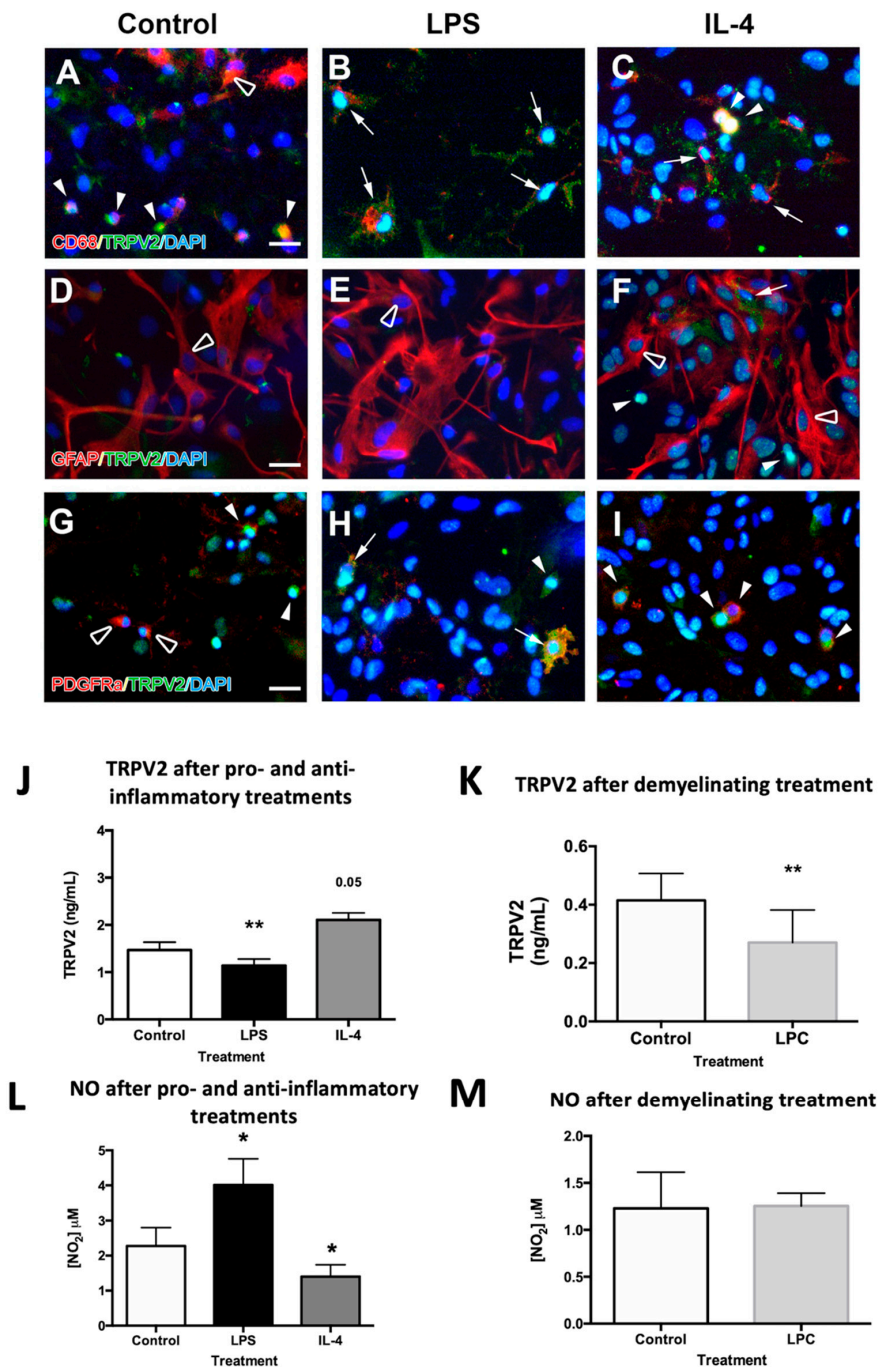 Control LPS IL-4
A B C
CD68/TRPV2/DAPI
D E F
GFAP/TRPV2/DAPI
G H I
PDGFRa/TRPV2/DAPI
J
TRPV2 after pro- and anti-
inflammatory treatments
TRPV2 (ng/mL)
4
3
2
1
0
**
0.05
Control LPS IL-4
Treatment
K
TRPV2 after demyelinating treatment
TRPV2
(ng/mL)
0.6
0.4
0.2
0.0
**
Control LPC
Treatment
L
NO after pro- and anti-inflammatory
treatments
[NO₂] μM
5
4
3
2
1
0
*
*
Control LPS IL-4
Treatment
M
NO after demyelinating treatment
[NO₂] μM
2.0
1.5
1.0
0.5
0.0
Control LPC
Treatment